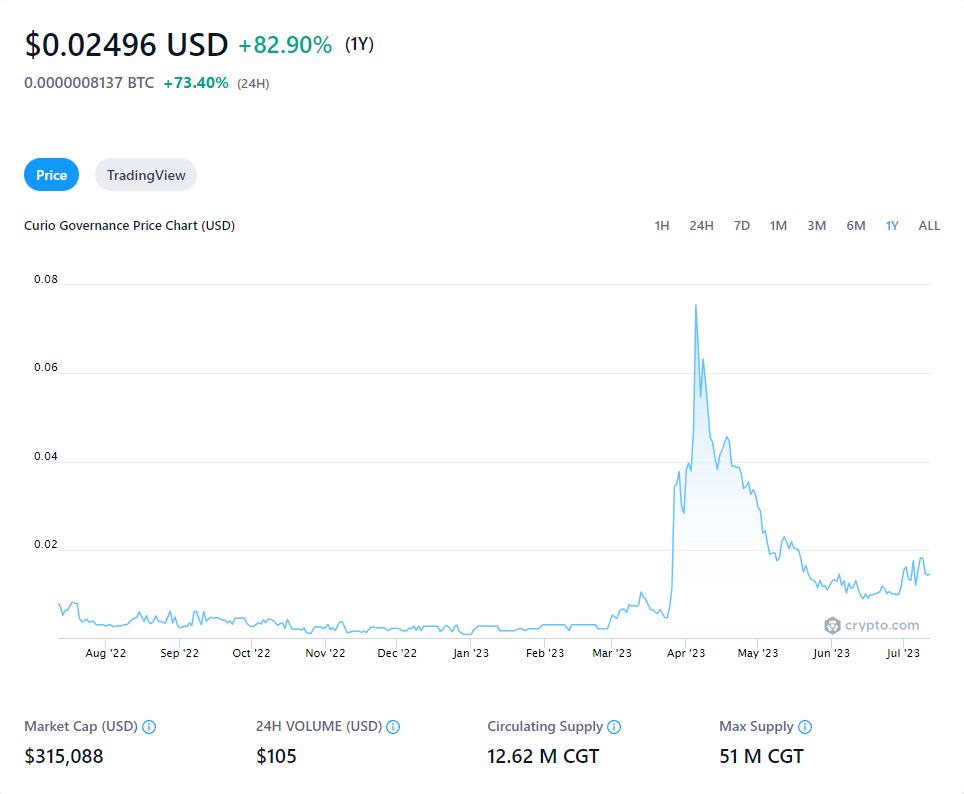 $0.02496 USD +82.90% (1Y)
0.0000008137 BTC +73.40% (24H)
Price TradingView
Curio Governance Price Chart (USD) 1H 24H 7D 1M 3M 6M 1Y ALL
0.08
0.06
0.04
0.02
crypto.com
Aug '22 Sep '22 Oct '22 Nov '22 Dec '22 Jan '23 Feb '23 Mar '23 Apr '23 May '23 Jun '23 Jul '23
Market Cap (USD) 24H VOLUME (USD) Circulating Supply Max Supply
$315,088 $105 12.62 M CGT 51 M CGT